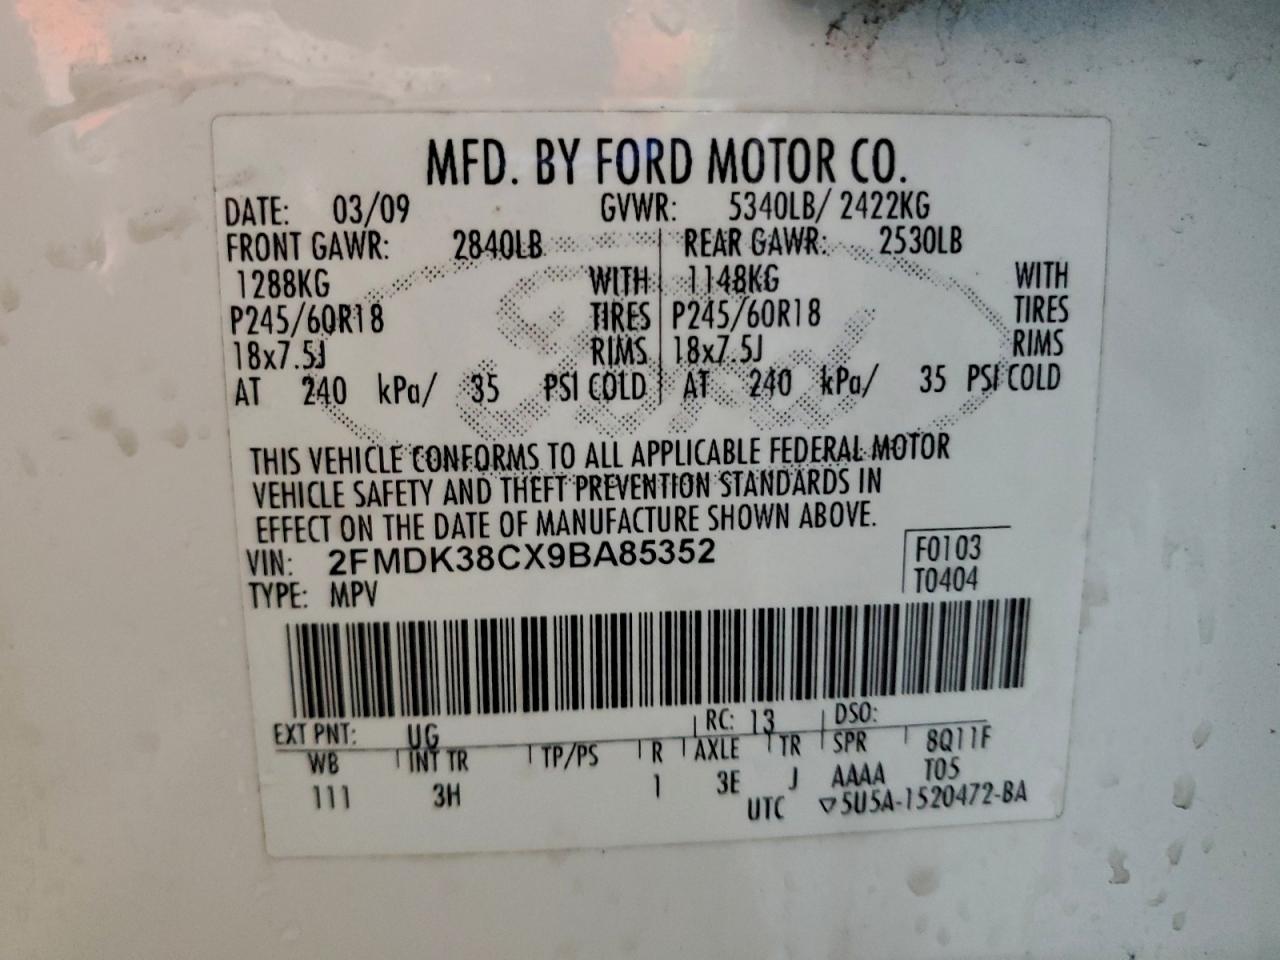 MFD. BY FORD MOTOR CO.
DATE: 03/09 GVWR: 5340LB/ 2422KG
FRONT GAWR: 2840LB REAR GAWR: 2530LB
1288KG WITH 1148KG WITH
P245/60R18 TIRES P245/60R18 TIRES
18x7.5J RIMS 18x7.5J RIMS
AT 240 kPa/ 35 PSI COLD AT 240 kPa/ 35 PSI COLD
Ford
THIS VEHICLE CONFORMS TO ALL APPLICABLE FEDERAL MOTOR
VEHICLE SAFETY AND THEFT PREVENTION STANDARDS IN
EFFECT ON THE DATE OF MANUFACTURE SHOWN ABOVE.
VIN: 2FMDK38CX9BA85352 F0103
TYPE: MPV T0404
EXT PNT: UG RC: 13 DSO:
WB INT TR TP/PS R AXLE TR SPR 8Q11F
111 3H 1 3E J AAAA T05
UTC ▽5U5A-1520472-BA